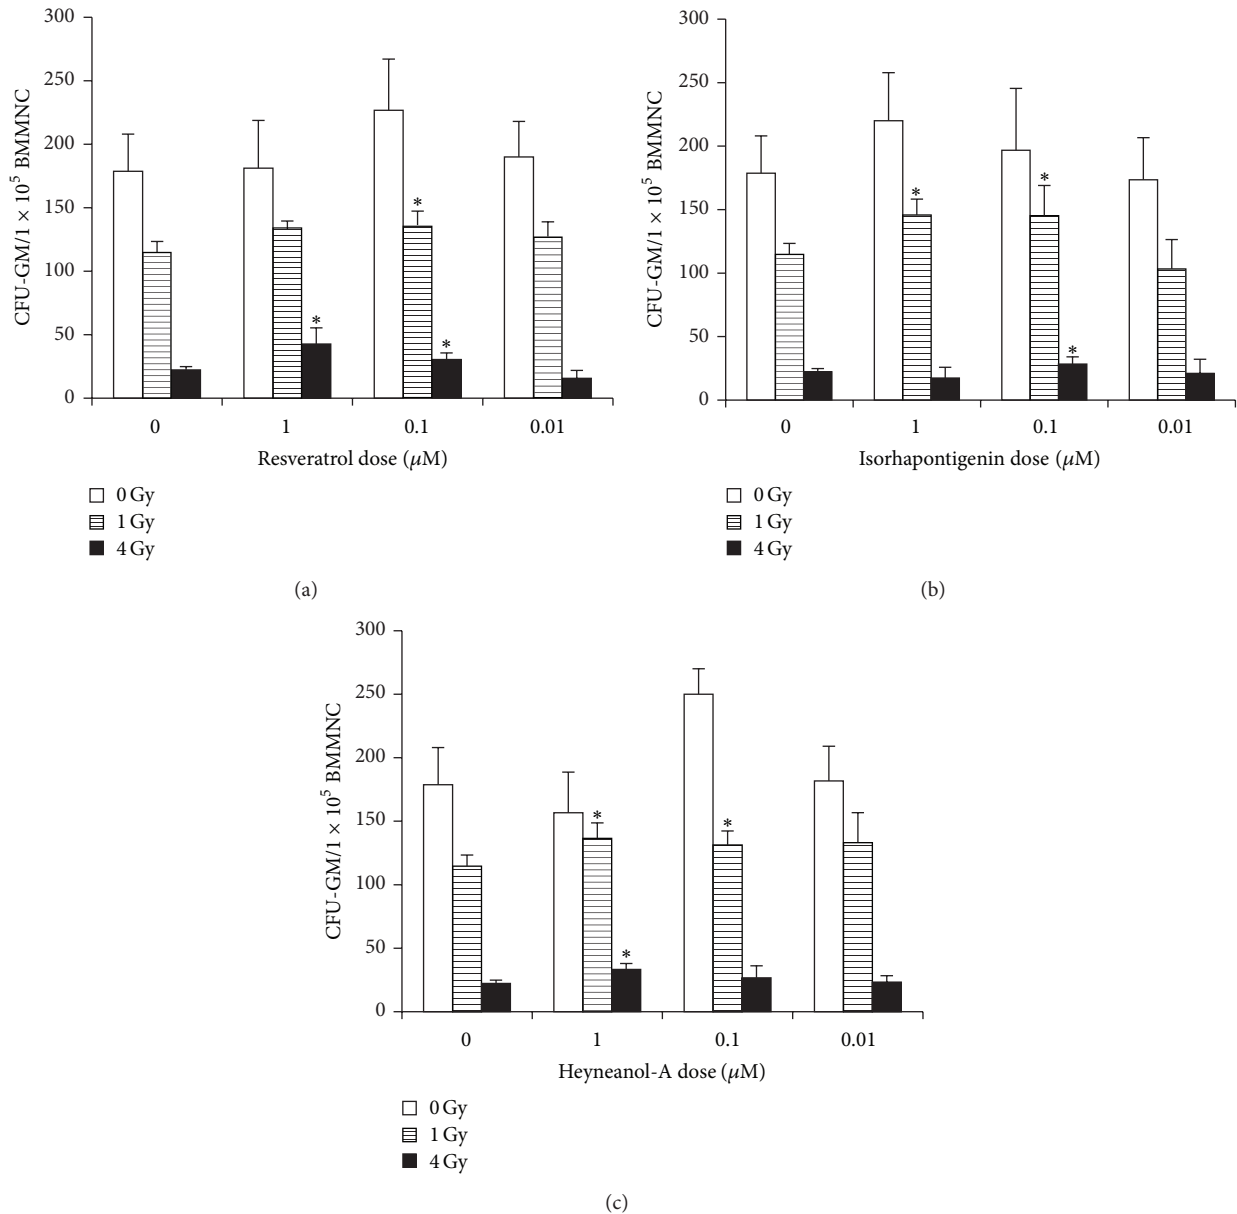 300
250
200
150
100
50
0
CFU-GM/1 × 10⁵ BMMNC
*
*
*
0 1 0.1 0.01
Resveratrol dose (μM)
0 Gy
1 Gy
4 Gy
(a)
300
250
200
150
100
50
0
CFU-GM/1 × 10⁵ BMMNC
*
*
*
0 1 0.1 0.01
Isorhapontigenin dose (μM)
0 Gy
1 Gy
4 Gy
(b)
300
250
200
150
100
50
0
CFU-GM/1 × 10⁵ BMMNC
*
*
*
0 1 0.1 0.01
Heyneanol-A dose (μM)
0 Gy
1 Gy
4 Gy
(c)